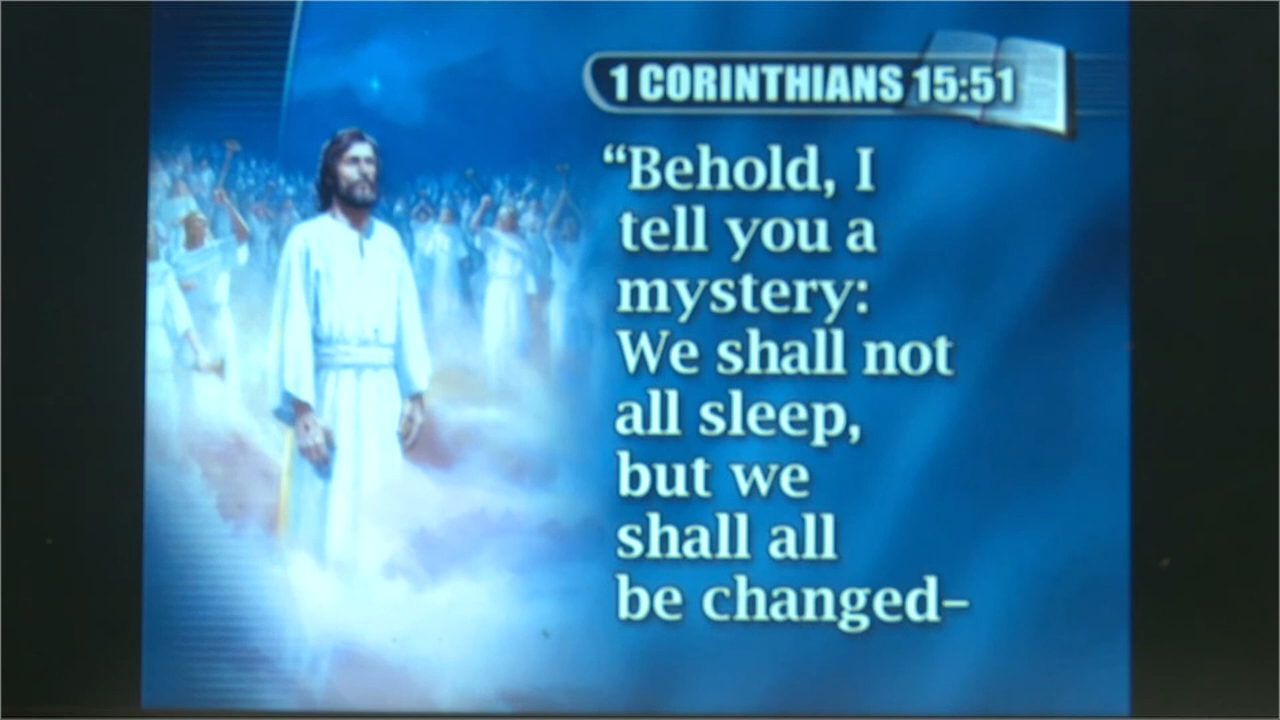 1 CORINTHIANS 15:51
“Behold, I
tell you a
mystery:
We shall not
all sleep,
but we
shall all
be changed–